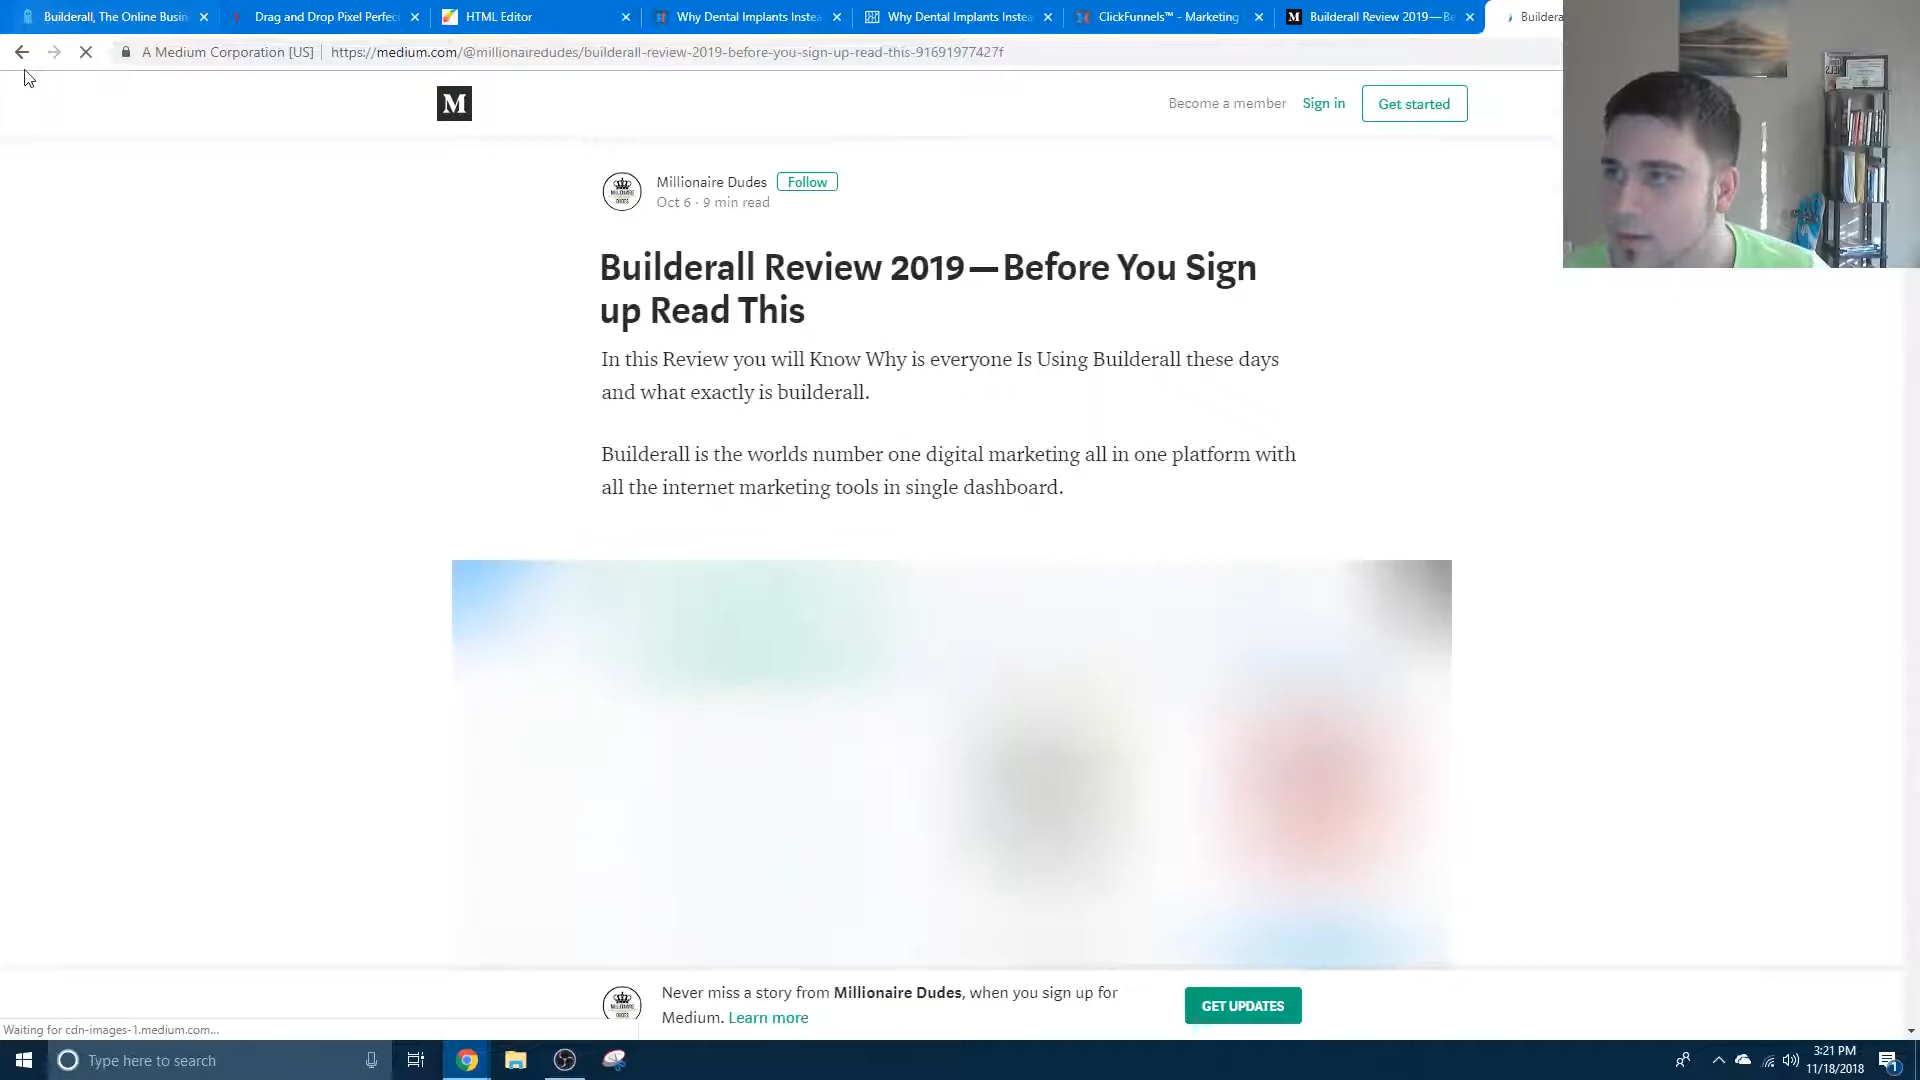 Builderall, The Online Busin
Drag and Drop Pixel Perfec
HTML Editor
Why Dental Implants Instea
Why Dental Implants Instea
ClickFunnels™ - Marketing
Builderall Review 2019 — Be
Buildera
A Medium Corporation [US]
https://medium.com/@millionairedudes/builderall-review-2019-before-you-sign-up-read-this-91691977427f
M
Become a member
Sign in
Get started
Millionaire Dudes
Follow
Oct 6 · 9 min read
Builderall Review 2019 — Before You Sign
up Read This
In this Review you will Know Why is everyone Is Using Builderall these days
and what exactly is builderall.
Builderall is the worlds number one digital marketing all in one platform with
all the internet marketing tools in single dashboard.
Never miss a story from Millionaire Dudes, when you sign up for
Medium. Learn more
GET UPDATES
Waiting for cdn-images-1.medium.com...
Type here to search
3:21 PM
11/18/2018
1